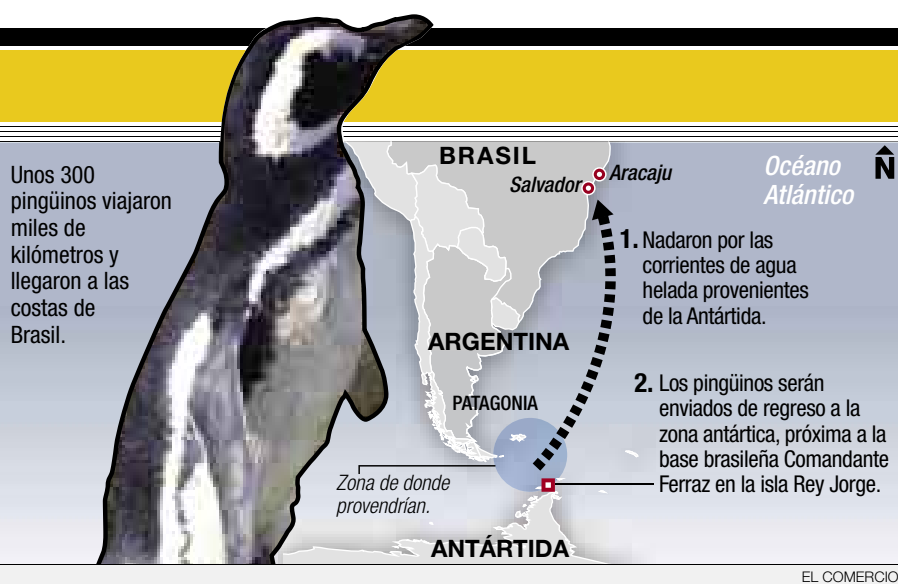 Unos 300
pingüinos viajaron
miles de
kilómetros y
llegaron a las
costas de
Brasil.
BRASIL
Salvador
Aracaju
Océano
Atlántico
N
1. Nadaron por las
corrientes de agua
helada provenientes
de la Antártida.
ARGENTINA
PATAGONIA
2. Los pingüinos serán
enviados de regreso a la
zona antártica, próxima a la
base brasileña Comandante
Ferraz en la isla Rey Jorge.
Zona de donde
provendrían.
ANTÁRTIDA
EL COMERCIO